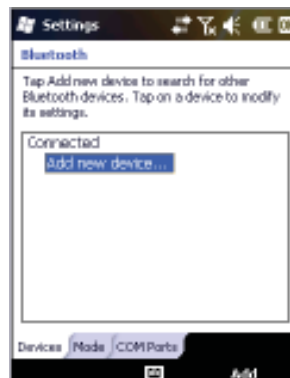 Settings
Bluetooth
Tap Add new device to search for other
Bluetooth devices. Tap on a device to modify
its settings.
Connected
Add new device...
Devices Mode COM Ports
Add